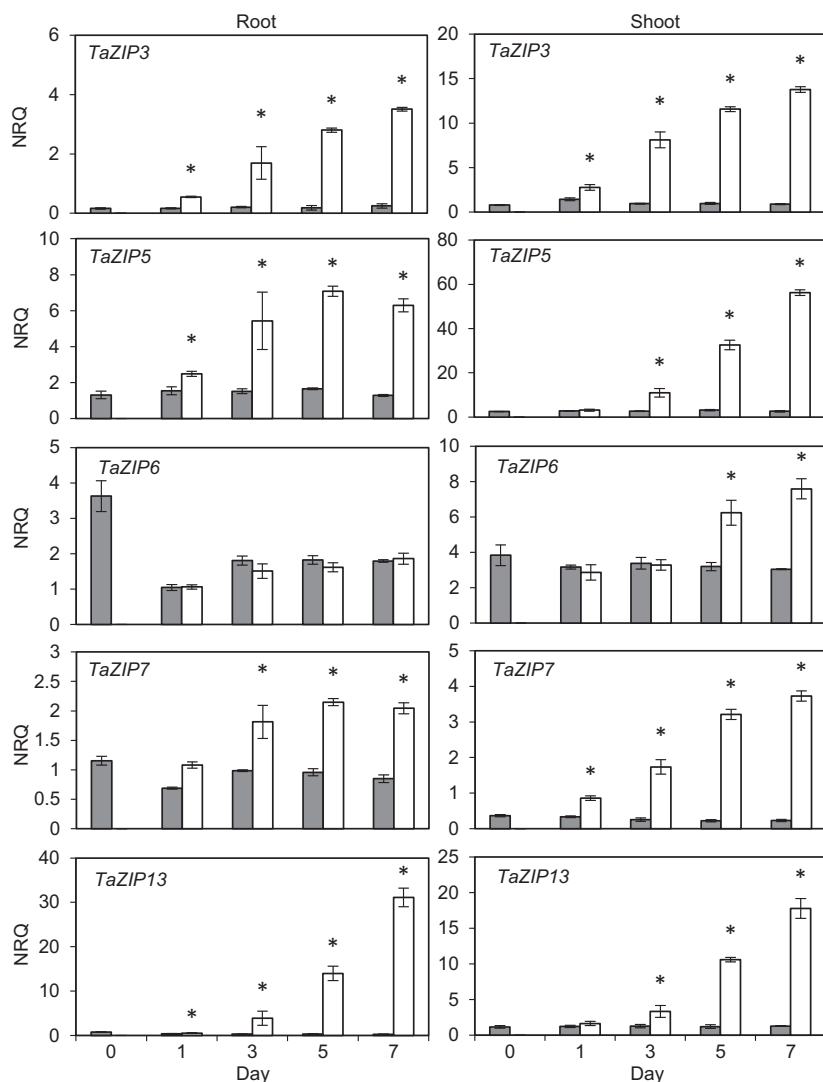 Root Shoot
TaZIP3 TaZIP3
NRQ
6
4
2
0
20
15
10
5
0
* * * *
* * * *
TaZIP5 TaZIP5
NRQ
10
8
6
4
2
0
80
60
40
20
0
* * * *
* * *
TaZIP6 TaZIP6
NRQ
5
4
3
2
1
0
10
8
6
4
2
0
* *
TaZIP7 TaZIP7
NRQ
3
2.5
2
1.5
1
0.5
0
5
4
3
2
1
0
* * *
* * * *
TaZIP13 TaZIP13
NRQ
40
30
20
10
0
25
20
15
10
5
0
* * * *
* * *
0 1 3 5 7 0 1 3 5 7
Day Day